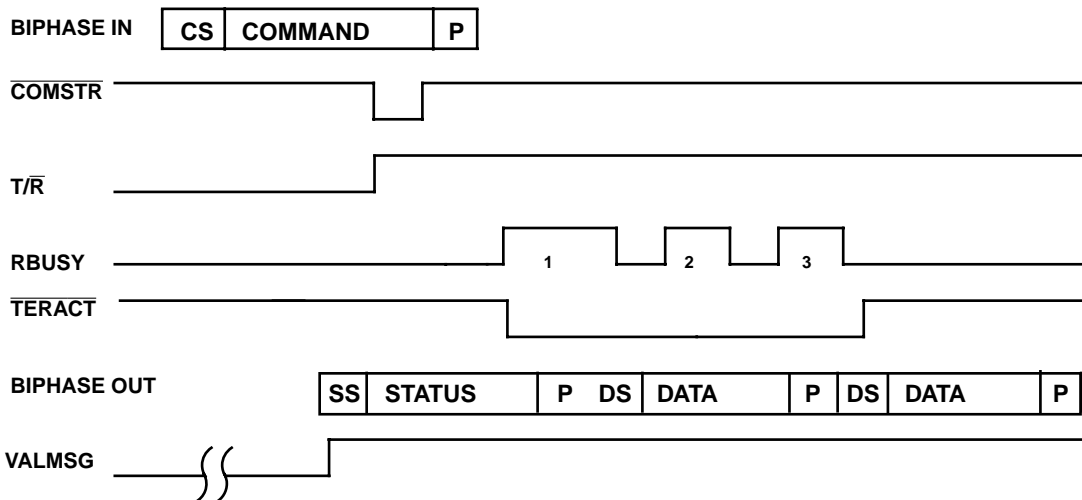 BIPHASE IN CS COMMAND P
COMSTR
T/R
RBUSY 1 2 3
TERACT
BIPHASE OUT SS STATUS P DS DATA P DS DATA P
VALMSG